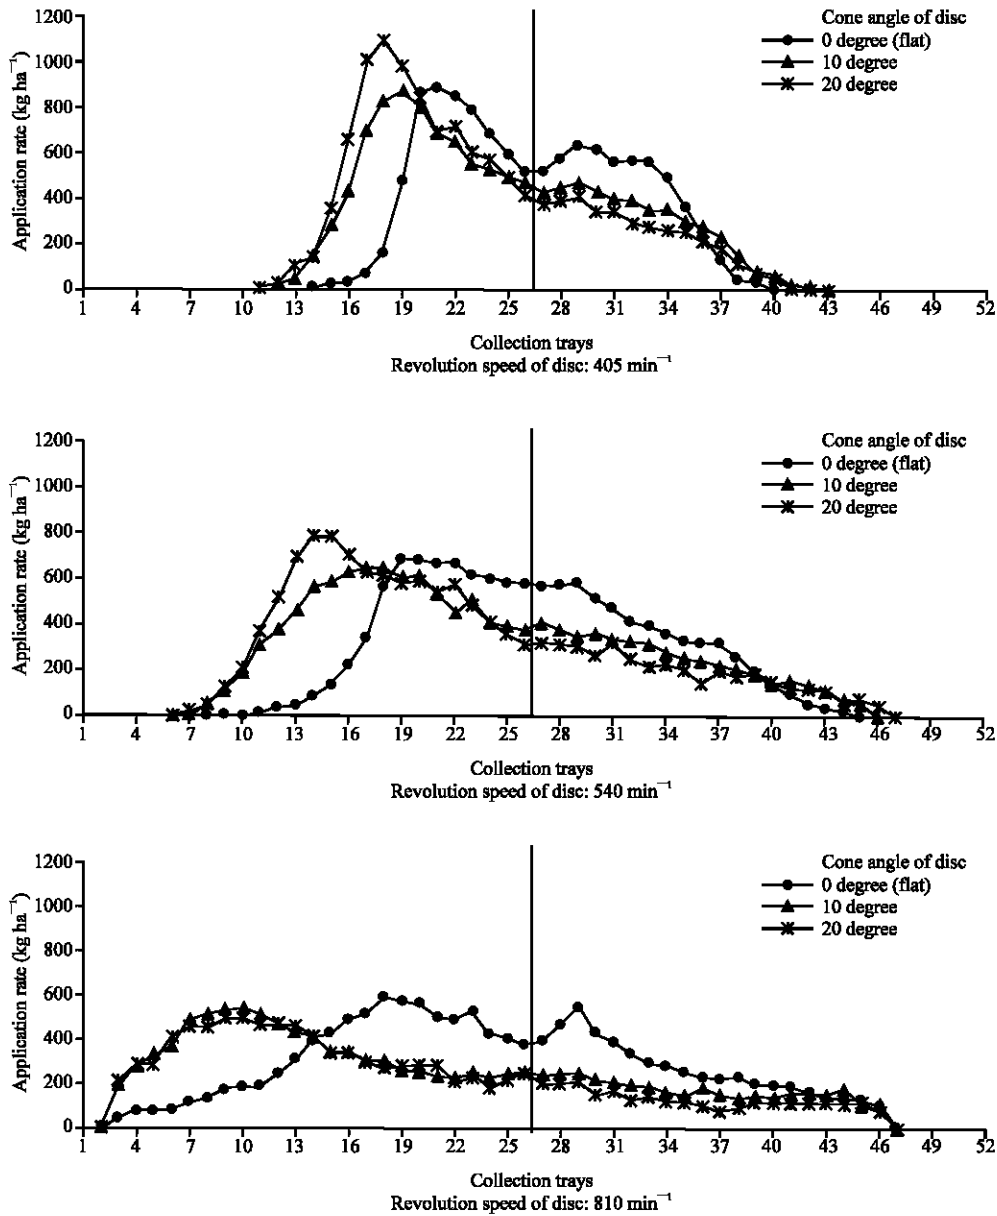 1200
1000
800
600
400
200
0
Application rate (kg ha⁻¹)
Cone angle of disc
0 degree (flat)
10 degree
20 degree
1 4 7 10 13 16 19 22 25 28 31 34 37 40 43 46 49 52
Collection trays
Revolution speed of disc: 405 min⁻¹
1200
1000
800
600
400
200
0
Application rate (kg ha⁻¹)
Cone angle of disc
0 degree (flat)
10 degree
20 degree
1 4 7 10 13 16 19 22 25 28 31 34 37 40 43 46 49 52
Collection trays
Revolution speed of disc: 540 min⁻¹
1200
1000
800
600
400
200
0
Application rate (kg ha⁻¹)
Cone angle of disc
0 degree (flat)
10 degree
20 degree
1 4 7 10 13 16 19 22 25 28 31 34 37 40 43 46 49 52
Collection trays
Revolution speed of disc: 810 min⁻¹